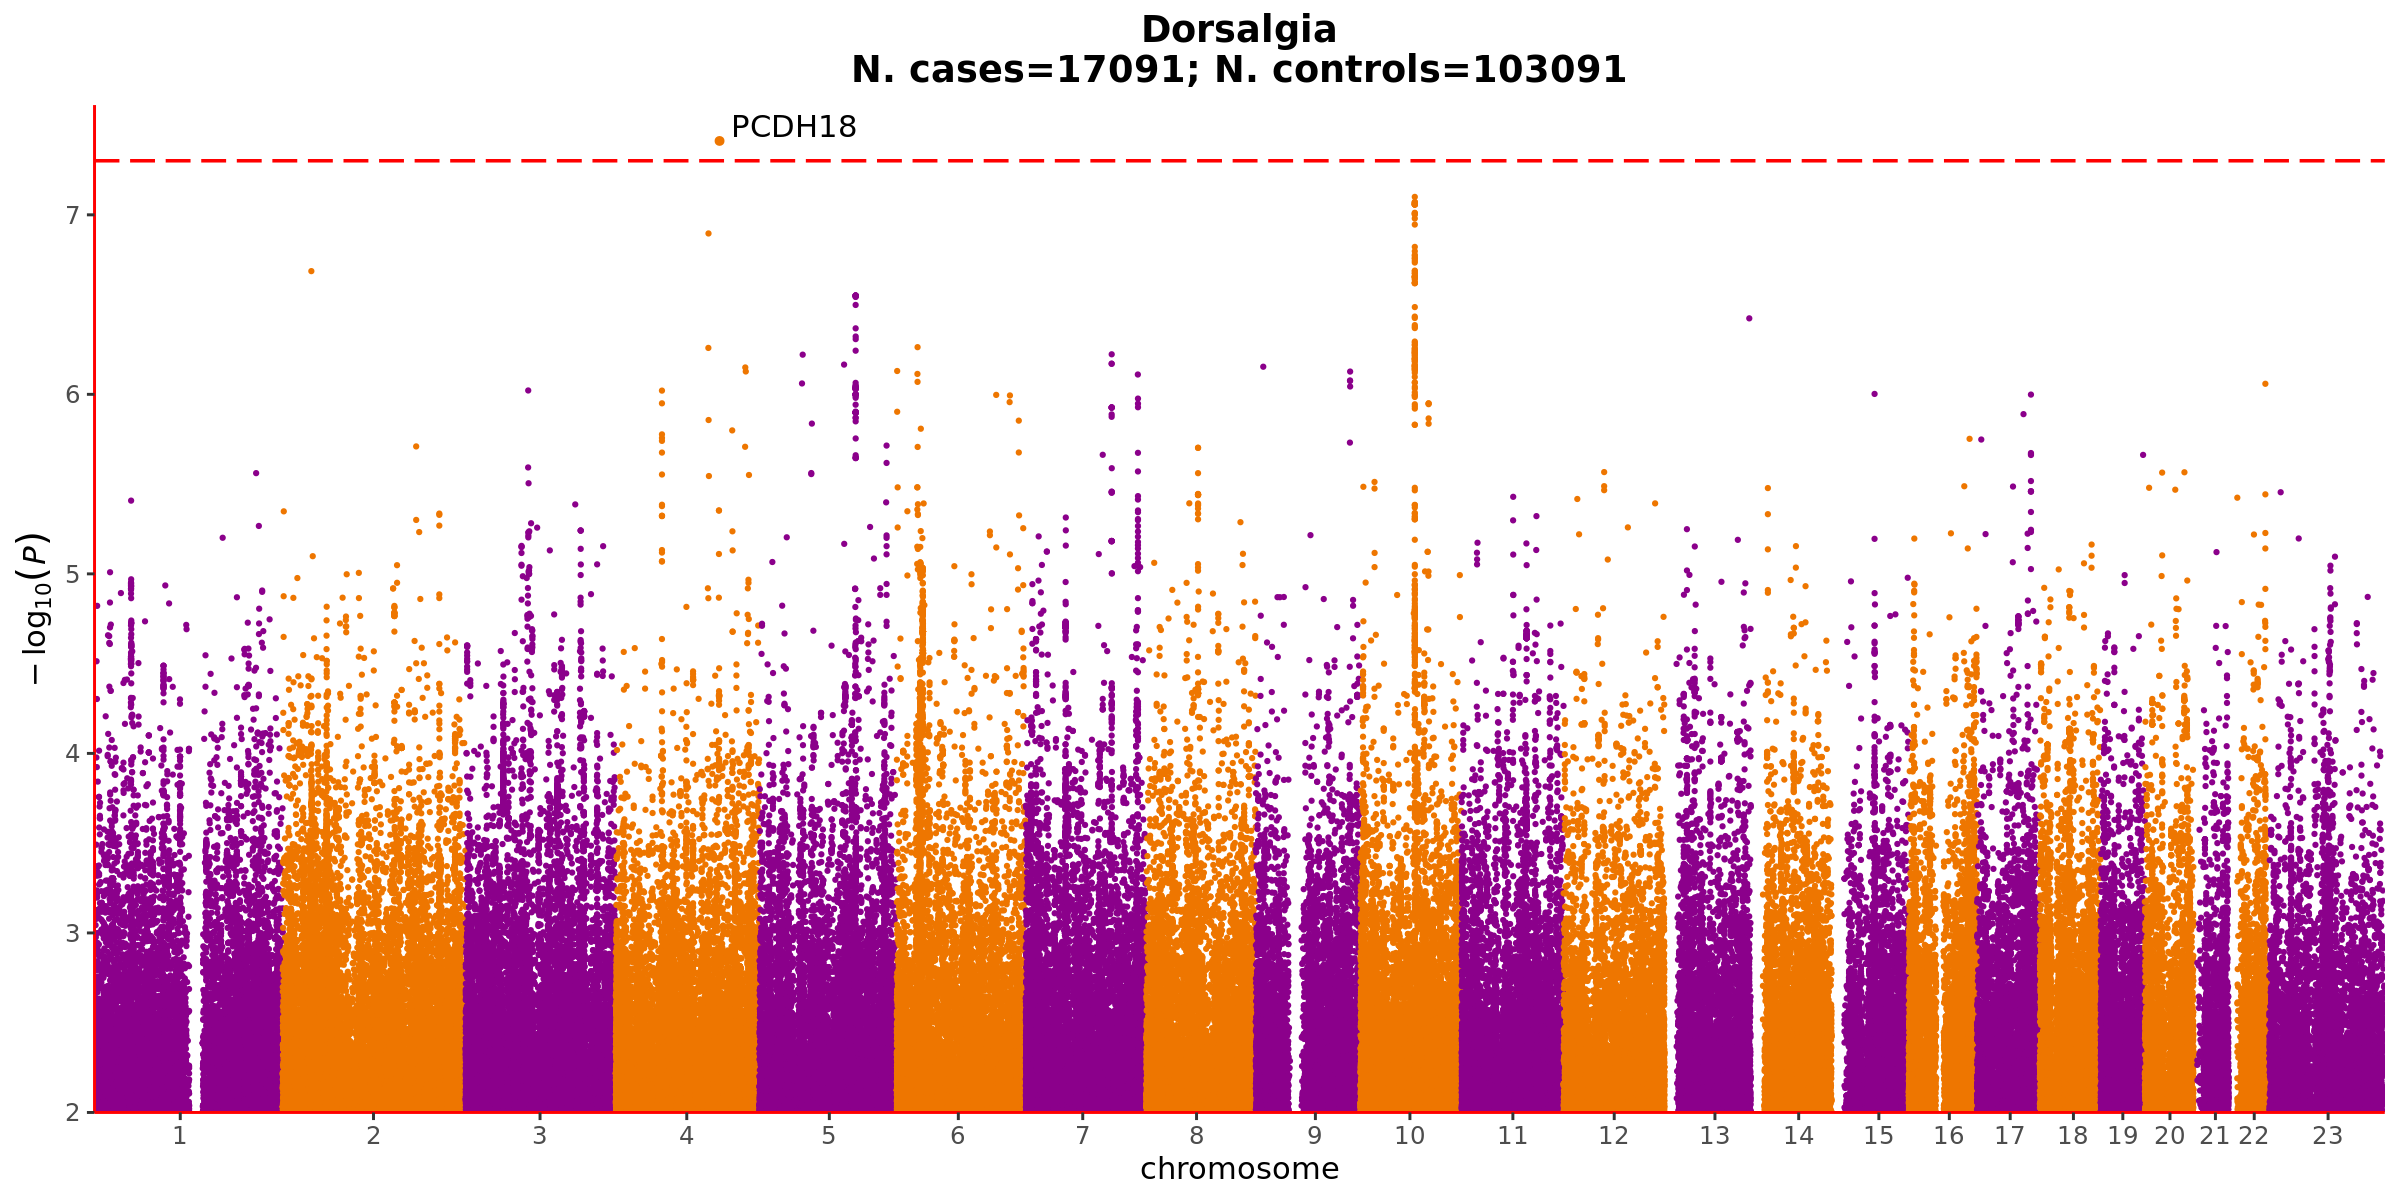 Dorsalgia
N. cases=17091; N. controls=103091
PCDH18
7
6
5
4
3
2
−log₁₀(P)
1 2 3 4 5 6 7 8 9 10 11 12 13 14 15 16 17 18 19 20 21 22 23
chromosome